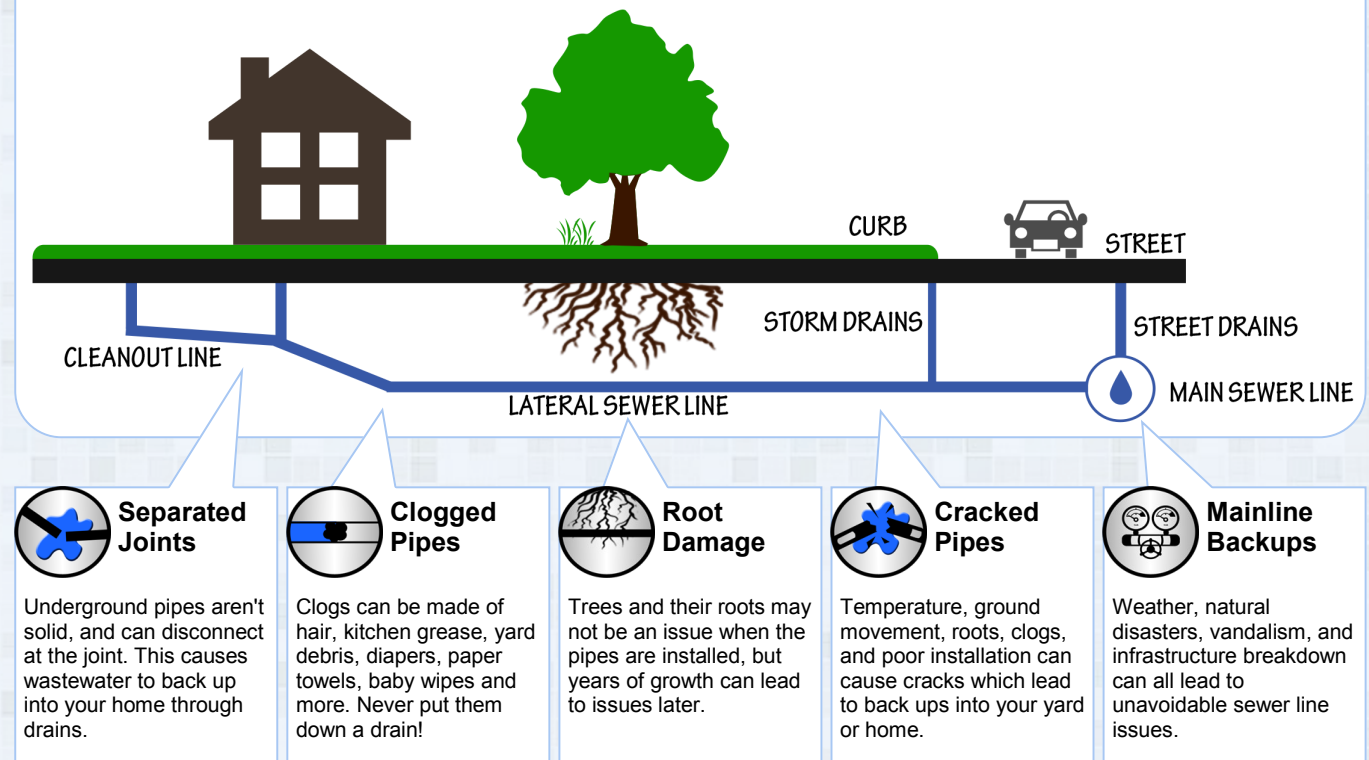 CURB
STREET
STORM DRAINS
STREET DRAINS
CLEANOUT LINE
LATERAL SEWER LINE
MAIN SEWER LINE
Separated
Joints
Underground pipes aren't
solid, and can disconnect
at the joint. This causes
wastewater to back up
into your home through
drains.
Clogged
Pipes
Clogs can be made of
hair, kitchen grease, yard
debris, diapers, paper
towels, baby wipes and
more. Never put them
down a drain!
Root
Damage
Trees and their roots may
not be an issue when the
pipes are installed, but
years of growth can lead
to issues later.
Cracked
Pipes
Temperature, ground
movement, roots, clogs,
and poor installation can
cause cracks which lead
to back ups into your yard
or home.
Mainline
Backups
Weather, natural
disasters, vandalism, and
infrastructure breakdown
can all lead to
unavoidable sewer line
issues.